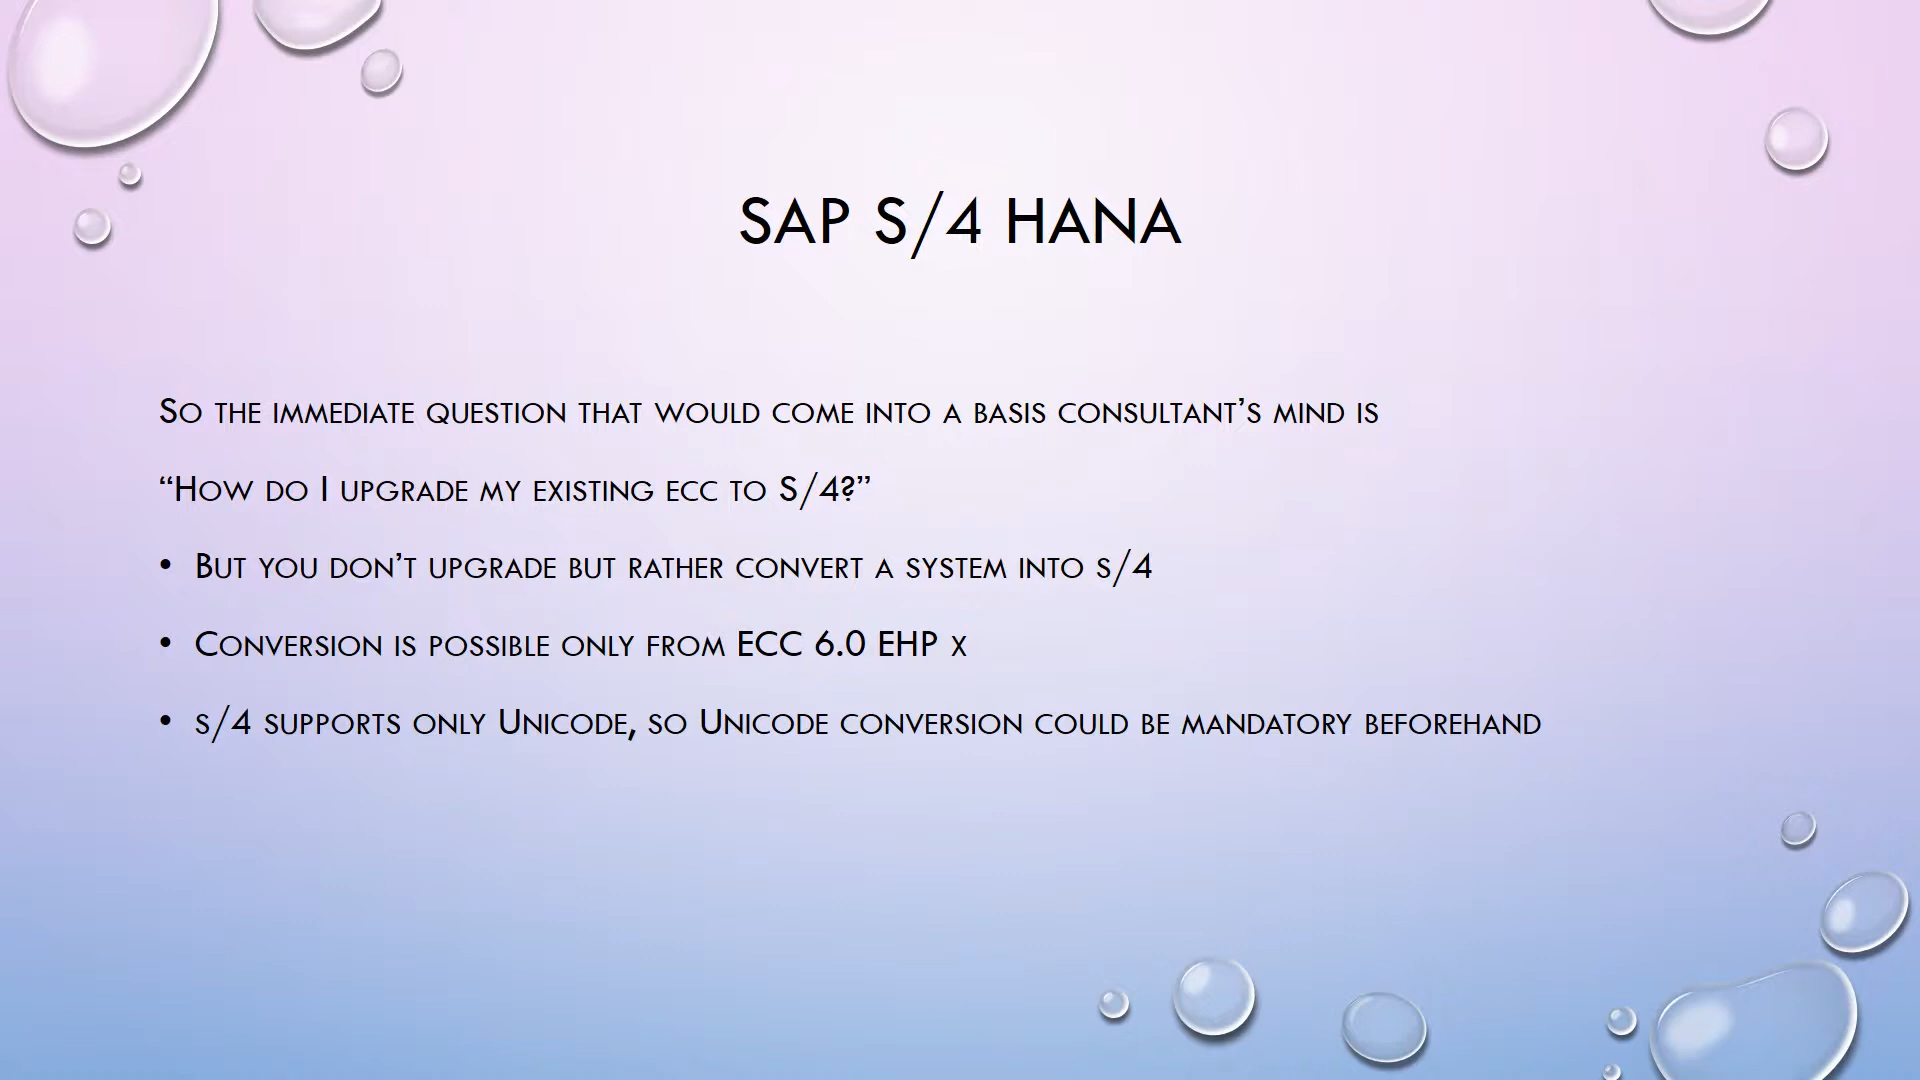 SAP S/4 HANA
So the immediate question that would come into a basis consultant’s mind is
“How do I upgrade my existing ecc to S/4?”
• But you don’t upgrade but rather convert a system into s/4
• Conversion is possible only from ECC 6.0 EHP x
• s/4 supports only Unicode, so Unicode conversion could be mandatory beforehand